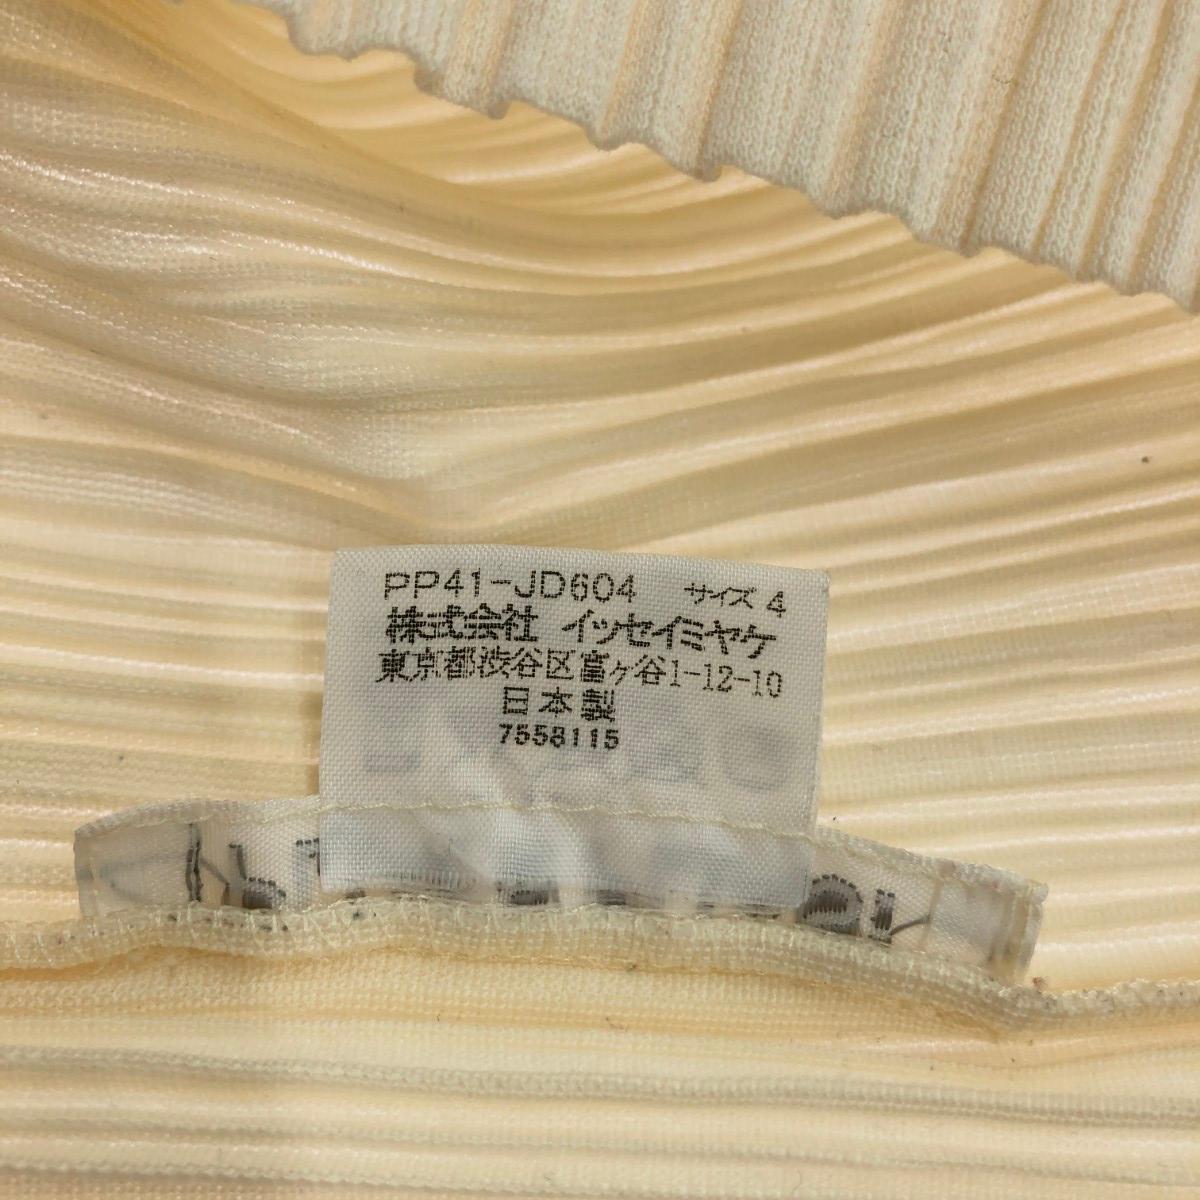 PP41-JD604 サイズ 4
株式会社 イッセイミヤケ
東京都渋谷区富ヶ谷1-12-10
日本製
7558115